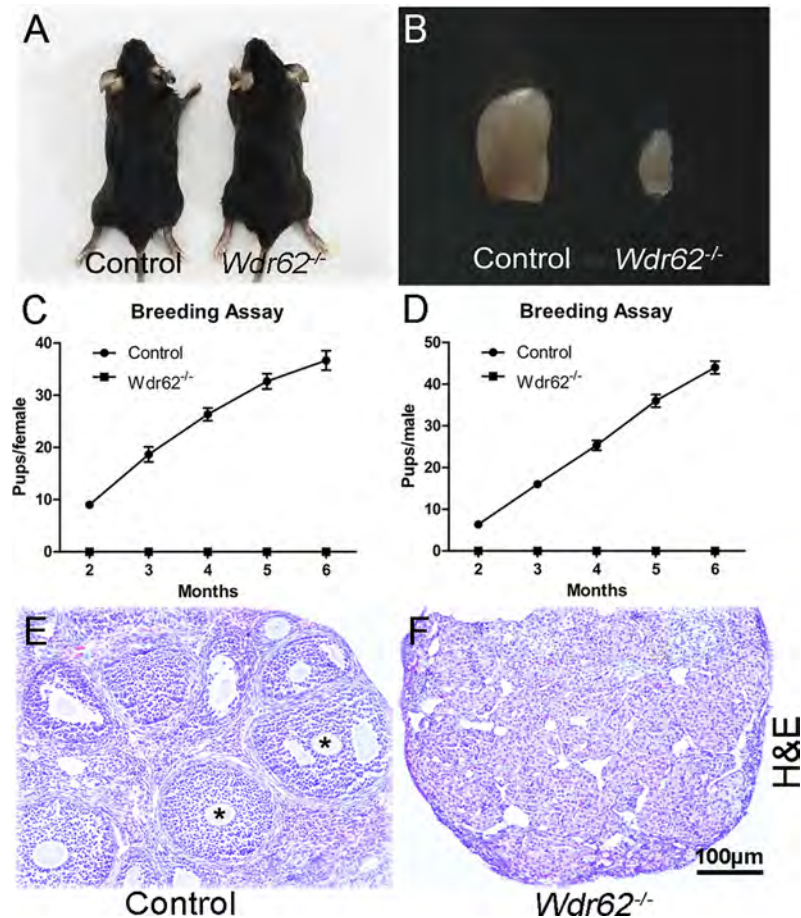 A
B
Control
Wdr62-/-
Control
Wdr62-/-
C
Breeding Assay
Control
Wdr62-/-
40
30
20
10
0
Pups/female
2 3 4 5 6
Months
D
Breeding Assay
Control
Wdr62-/-
50
40
30
20
10
0
Pups/male
2 3 4 5 6
Months
E
*
*
Control
F
H&E
100μm
Wdr62-/-